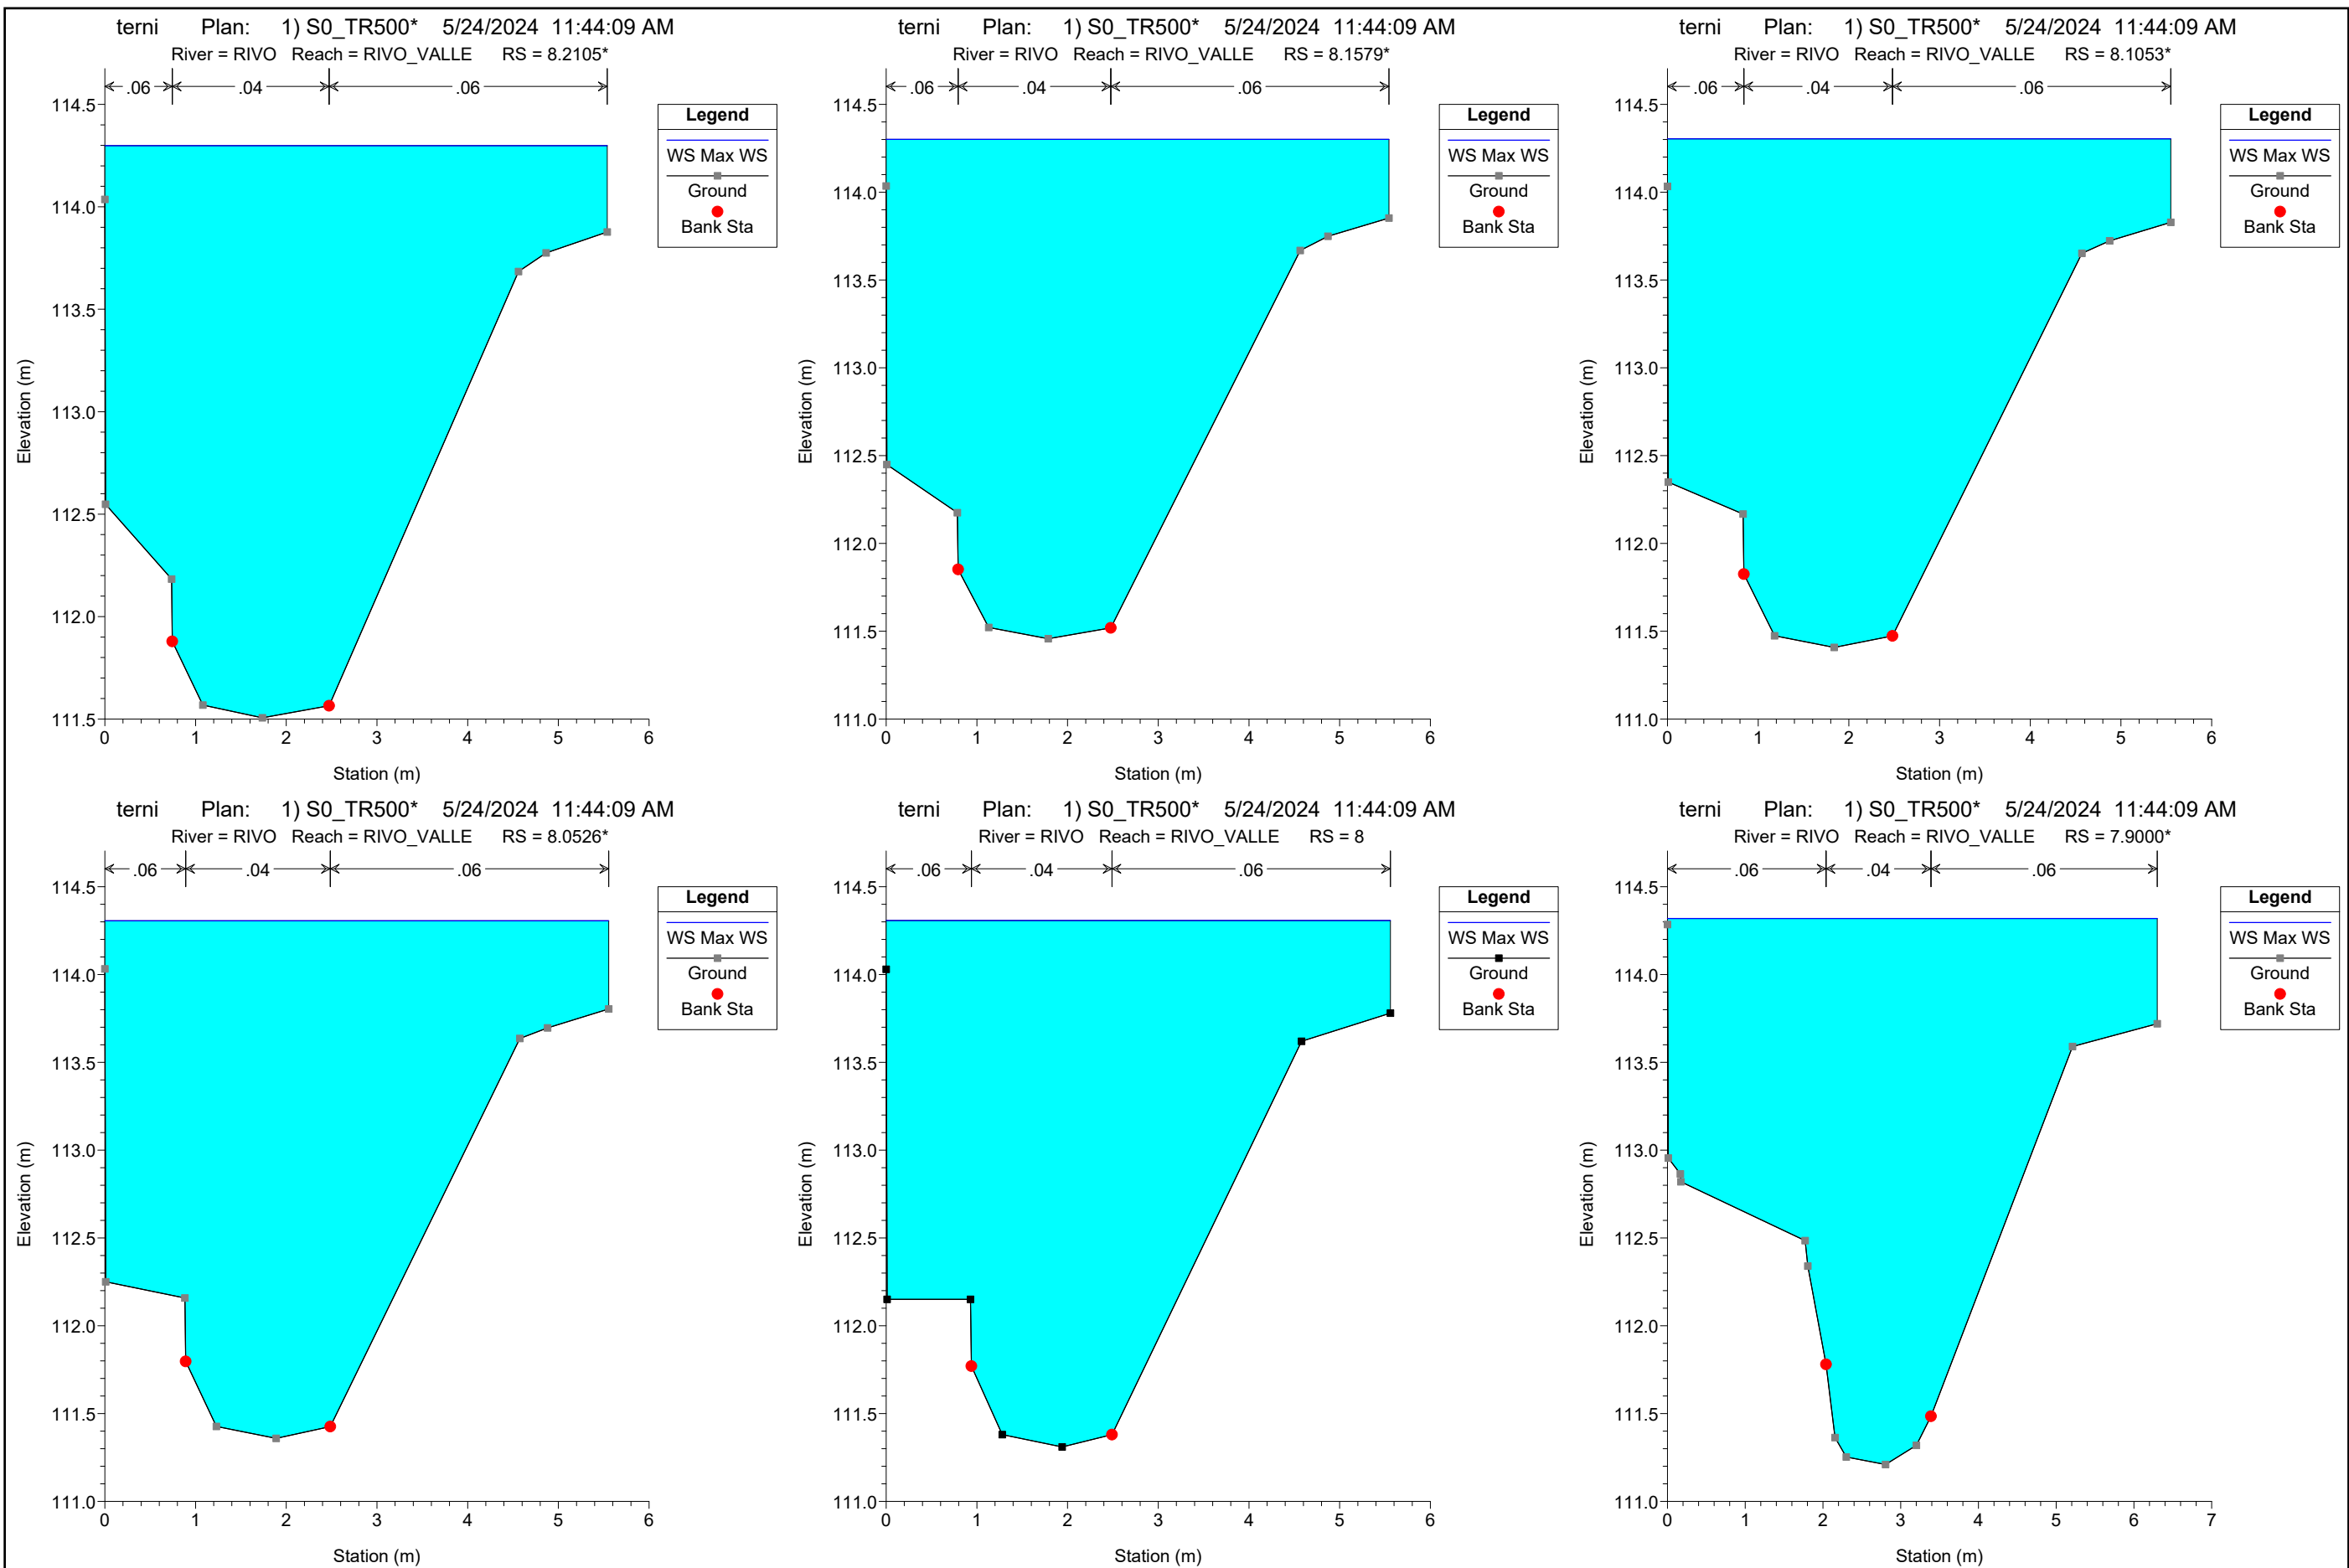 terni Plan: 1) S0_TR500* 5/24/2024 11:44:09 AM
River = RIVO Reach = RIVO_VALLE RS = 8.2105*
.06 .04 .06
114.5
114.0
113.5
113.0
112.5
112.0
111.5
Elevation (m)
0 1 2 3 4 5 6
Station (m)
Legend
WS Max WS
Ground
Bank Sta
terni Plan: 1) S0_TR500* 5/24/2024 11:44:09 AM
River = RIVO Reach = RIVO_VALLE RS = 8.1579*
.06 .04 .06
114.5
114.0
113.5
113.0
112.5
112.0
111.5
111.0
Elevation (m)
0 1 2 3 4 5 6
Station (m)
Legend
WS Max WS
Ground
Bank Sta
terni Plan: 1) S0_TR500* 5/24/2024 11:44:09 AM
River = RIVO Reach = RIVO_VALLE RS = 8.1053*
.06 .04 .06
114.5
114.0
113.5
113.0
112.5
112.0
111.5
111.0
Elevation (m)
0 1 2 3 4 5 6
Station (m)
Legend
WS Max WS
Ground
Bank Sta
terni Plan: 1) S0_TR500* 5/24/2024 11:44:09 AM
River = RIVO Reach = RIVO_VALLE RS = 8.0526*
.06 .04 .06
114.5
114.0
113.5
113.0
112.5
112.0
111.5
111.0
Elevation (m)
0 1 2 3 4 5 6
Station (m)
Legend
WS Max WS
Ground
Bank Sta
terni Plan: 1) S0_TR500* 5/24/2024 11:44:09 AM
River = RIVO Reach = RIVO_VALLE RS = 8
.06 .04 .06
114.5
114.0
113.5
113.0
112.5
112.0
111.5
111.0
Elevation (m)
0 1 2 3 4 5 6
Station (m)
Legend
WS Max WS
Ground
Bank Sta
terni Plan: 1) S0_TR500* 5/24/2024 11:44:09 AM
River = RIVO Reach = RIVO_VALLE RS = 7.9000*
.06 .04 .06
114.5
114.0
113.5
113.0
112.5
112.0
111.5
111.0
Elevation (m)
0 1 2 3 4 5 6 7
Station (m)
Legend
WS Max WS
Ground
Bank Sta